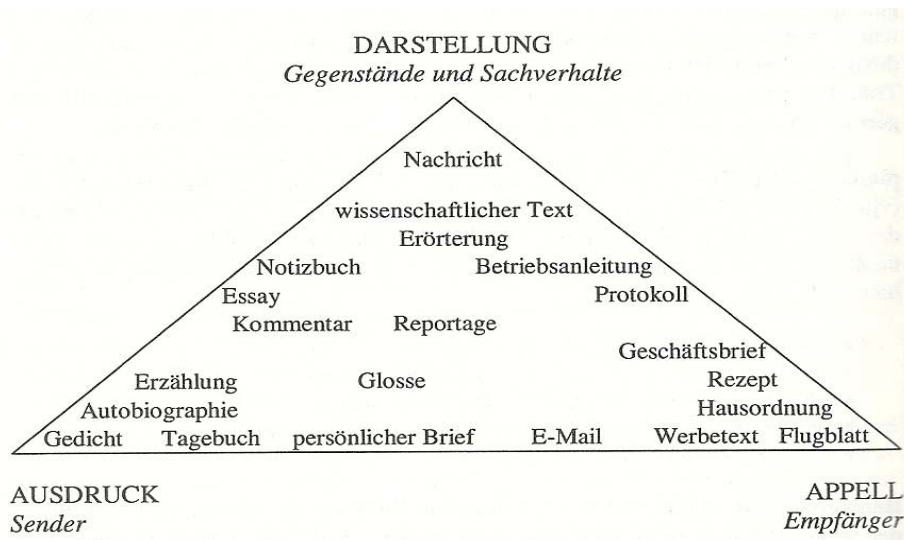 DARSTELLUNG
Gegenstände und Sachverhalte
Nachricht
wissenschaftlicher Text
Erörterung
Notizbuch Betriebsanleitung
Essay Protokoll
Kommentar Reportage
Geschäftsbrief
Erzählung Glosse Rezept
Autobiographie Hausordnung
Gedicht Tagebuch persönlicher Brief E-Mail Werbetext Flugblatt
AUSDRUCK APPELL
Sender Empfänger